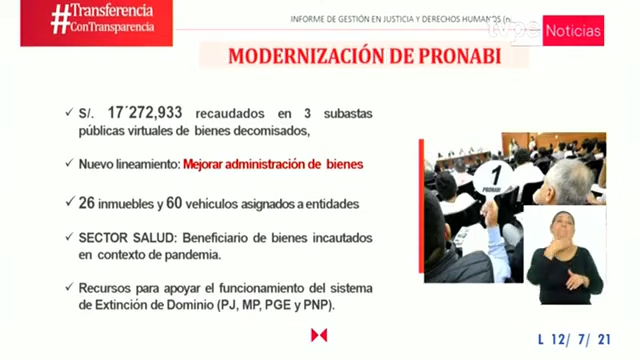 #Transferencia
ConTransparencia
INFORME DE GESTIÓN EN JUSTICIA Y DERECHOS HUMANOS
tvpe Noticias
MODERNIZACIÓN DE PRONABI
✓ S/. 17´272,933 recaudados en 3 subastas
públicas virtuales de bienes decomisados,
✓ Nuevo lineamiento: Mejorar administración de bienes
✓ 26 inmuebles y 60 vehículos asignados a entidades
✓ SECTOR SALUD: Beneficiario de bienes incautados
en contexto de pandemia.
✓ Recursos para apoyar el funcionamiento del sistema
de Extinción de Dominio (PJ, MP, PGE y PNP).
1
PRONABI
L 12/ 7/ 21